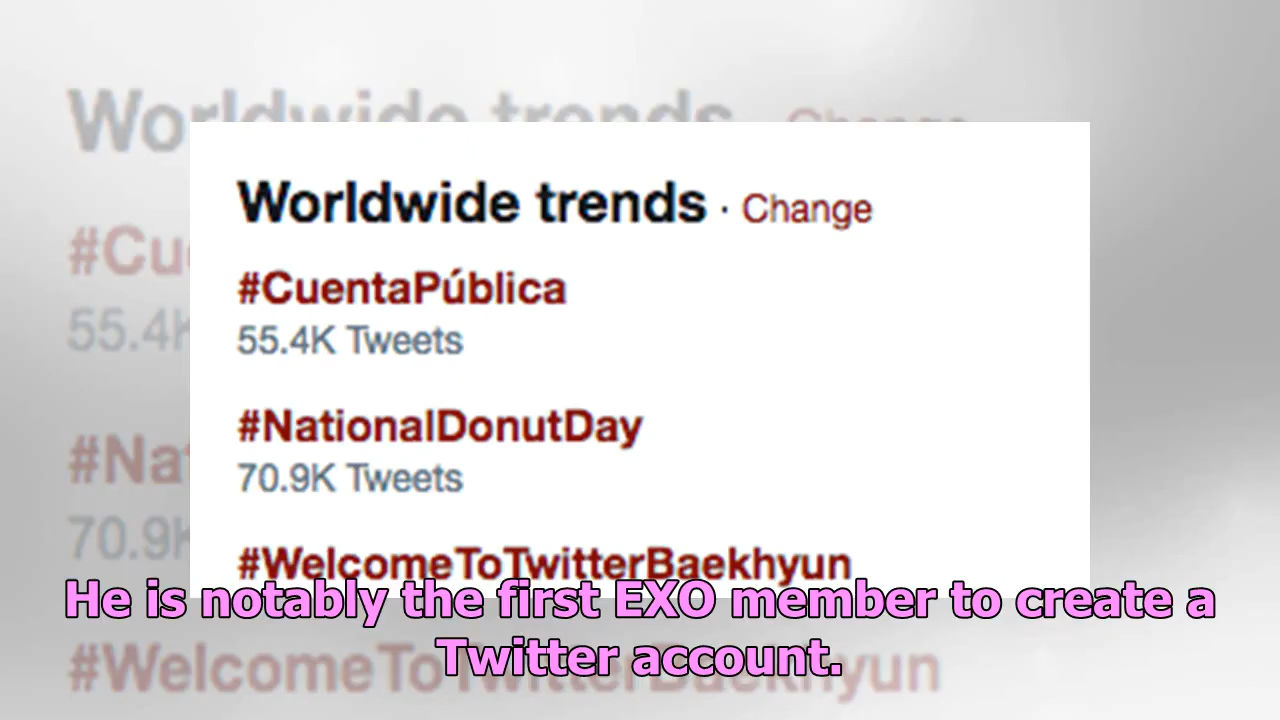 Worldwide trends · Change
#CuentaPública
55.4K Tweets
#NationalDonutDay
70.9K Tweets
#WelcomeToTwitterBaekhyun
He is notably the first EXO member to create a
Twitter account.